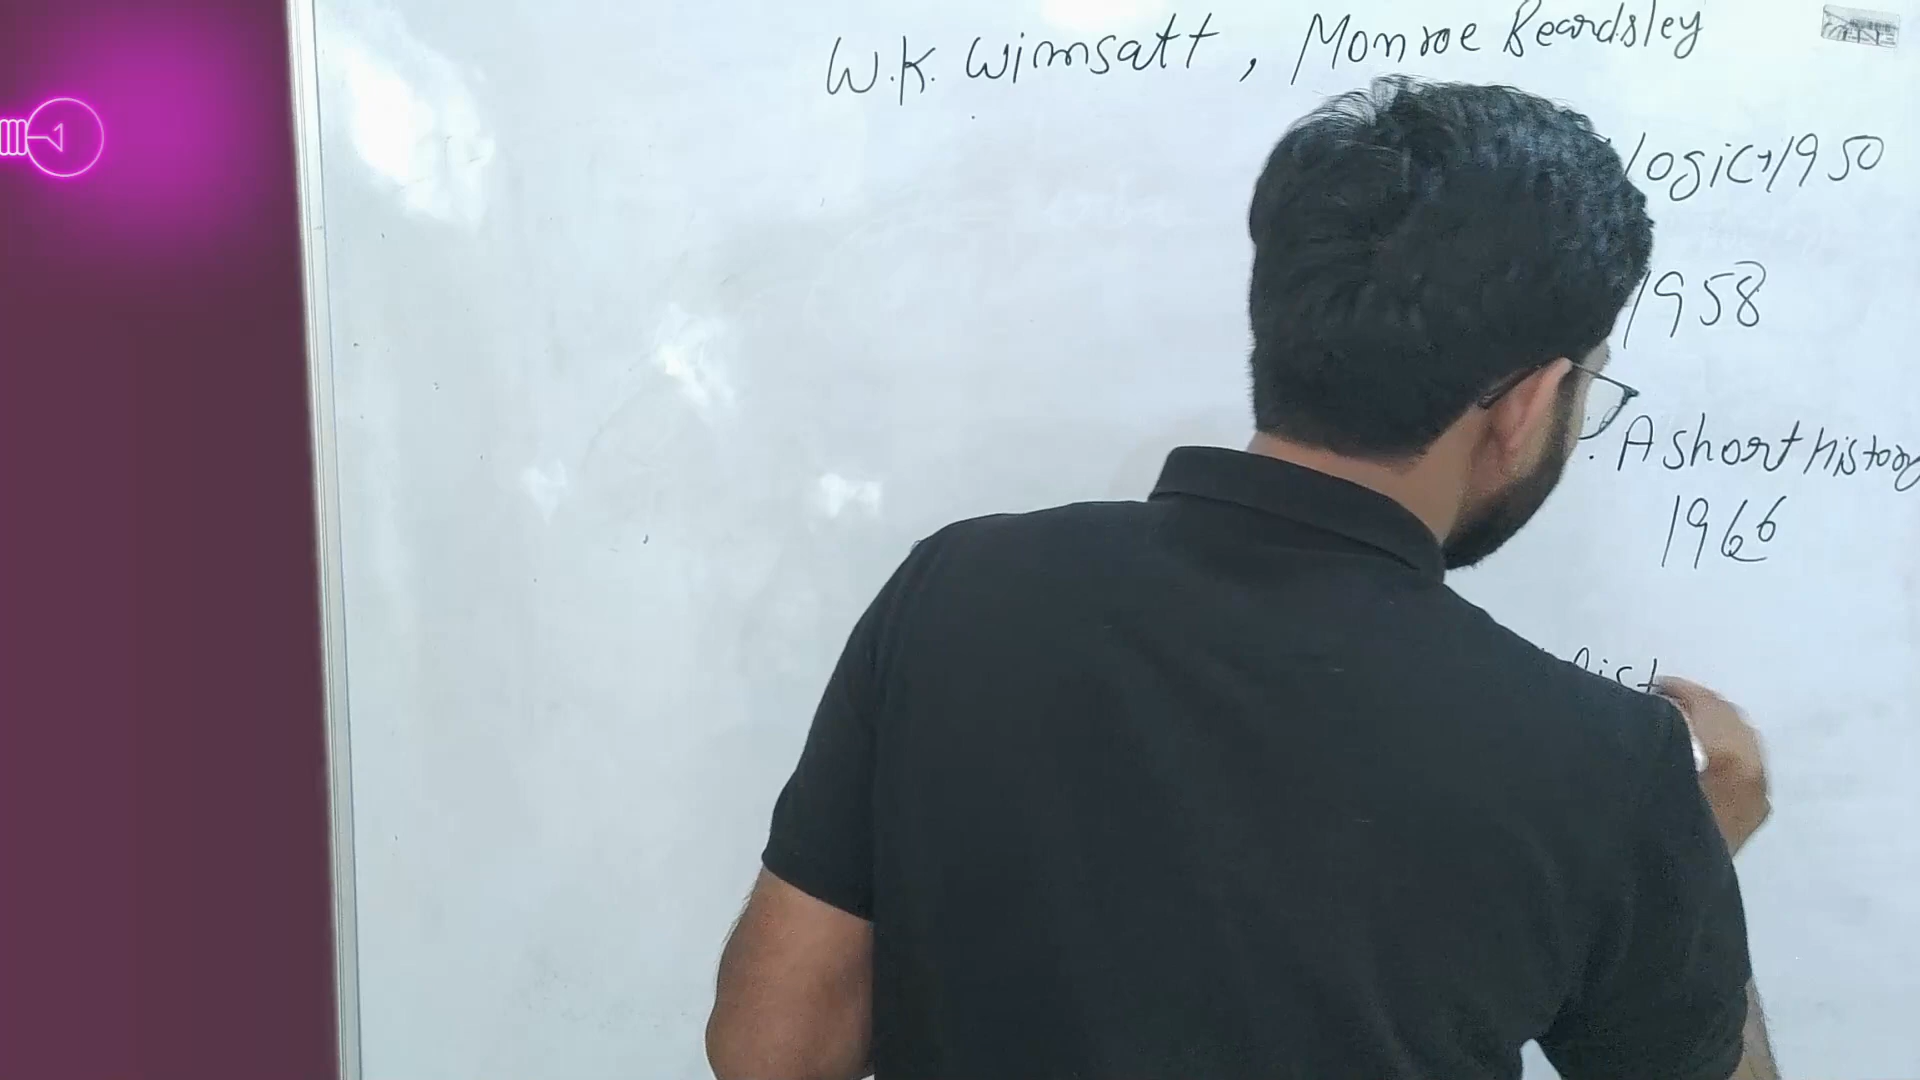 W.K. Wimsatt, Monroe Beardsley
logic→1950
1958
: A short History
1966